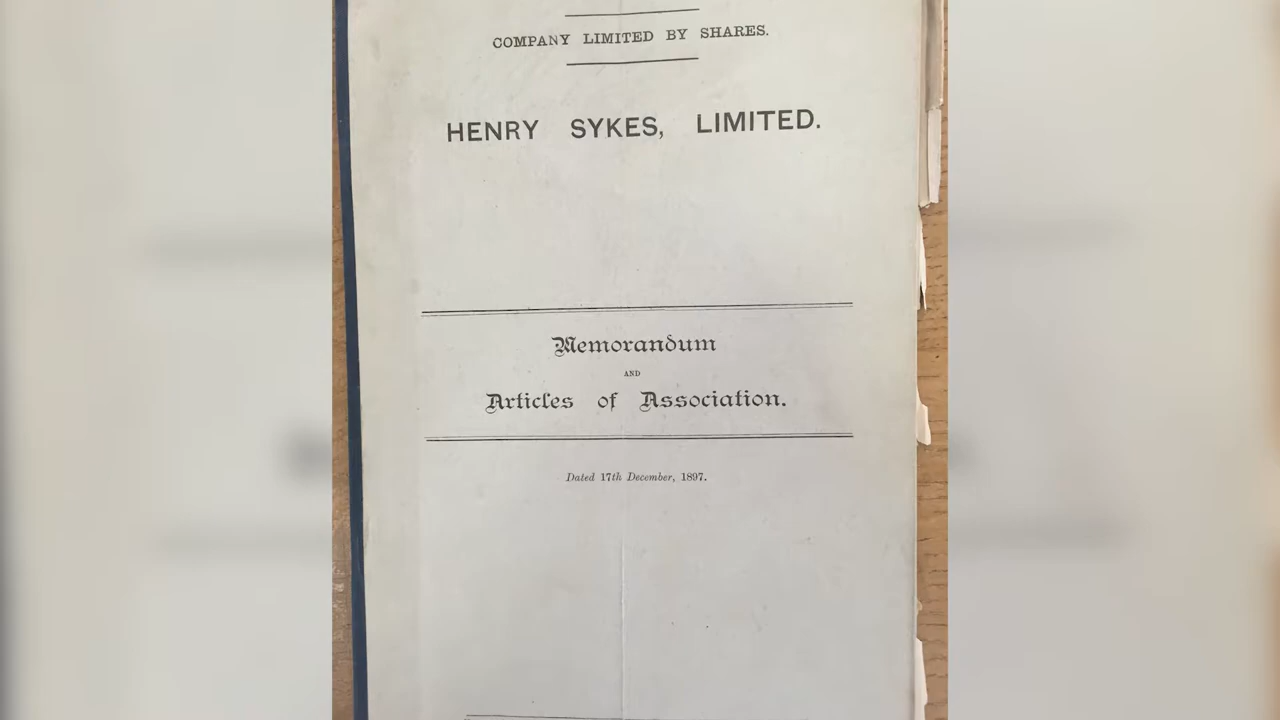 COMPANY LIMITED BY SHARES.
HENRY SYKES, LIMITED.
Memorandum
AND
Articles of Association.
Dated 17th December, 1897.